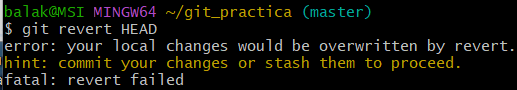 balak@MSI MINGW64 ~/git_practica (master)
$ git revert HEAD
error: your local changes would be overwritten by revert.
hint: commit your changes or stash them to proceed.
fatal: revert failed